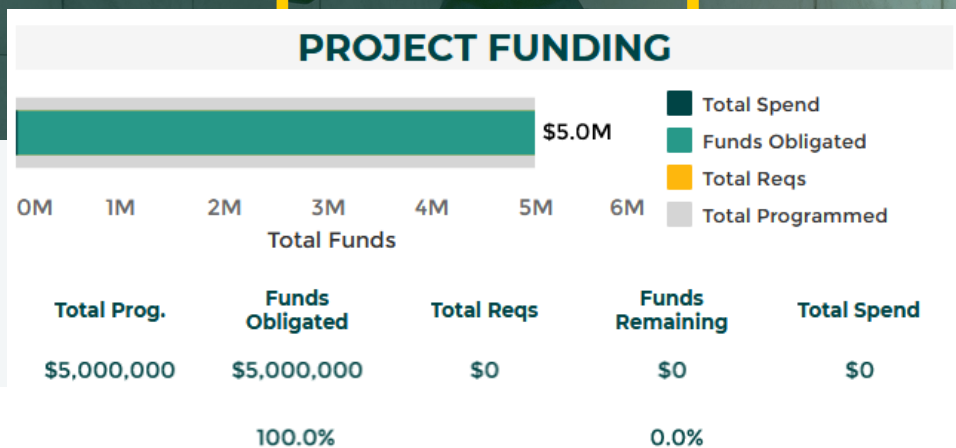 PROJECT FUNDING
$5.0M
Total Spend
Funds Obligated
Total Reqs
Total Programmed
0M 1M 2M 3M 4M 5M 6M
Total Funds
Total Prog. Funds Obligated Total Reqs Funds Remaining Total Spend
$5,000,000 $5,000,000 $0 $0 $0
100.0% 0.0%